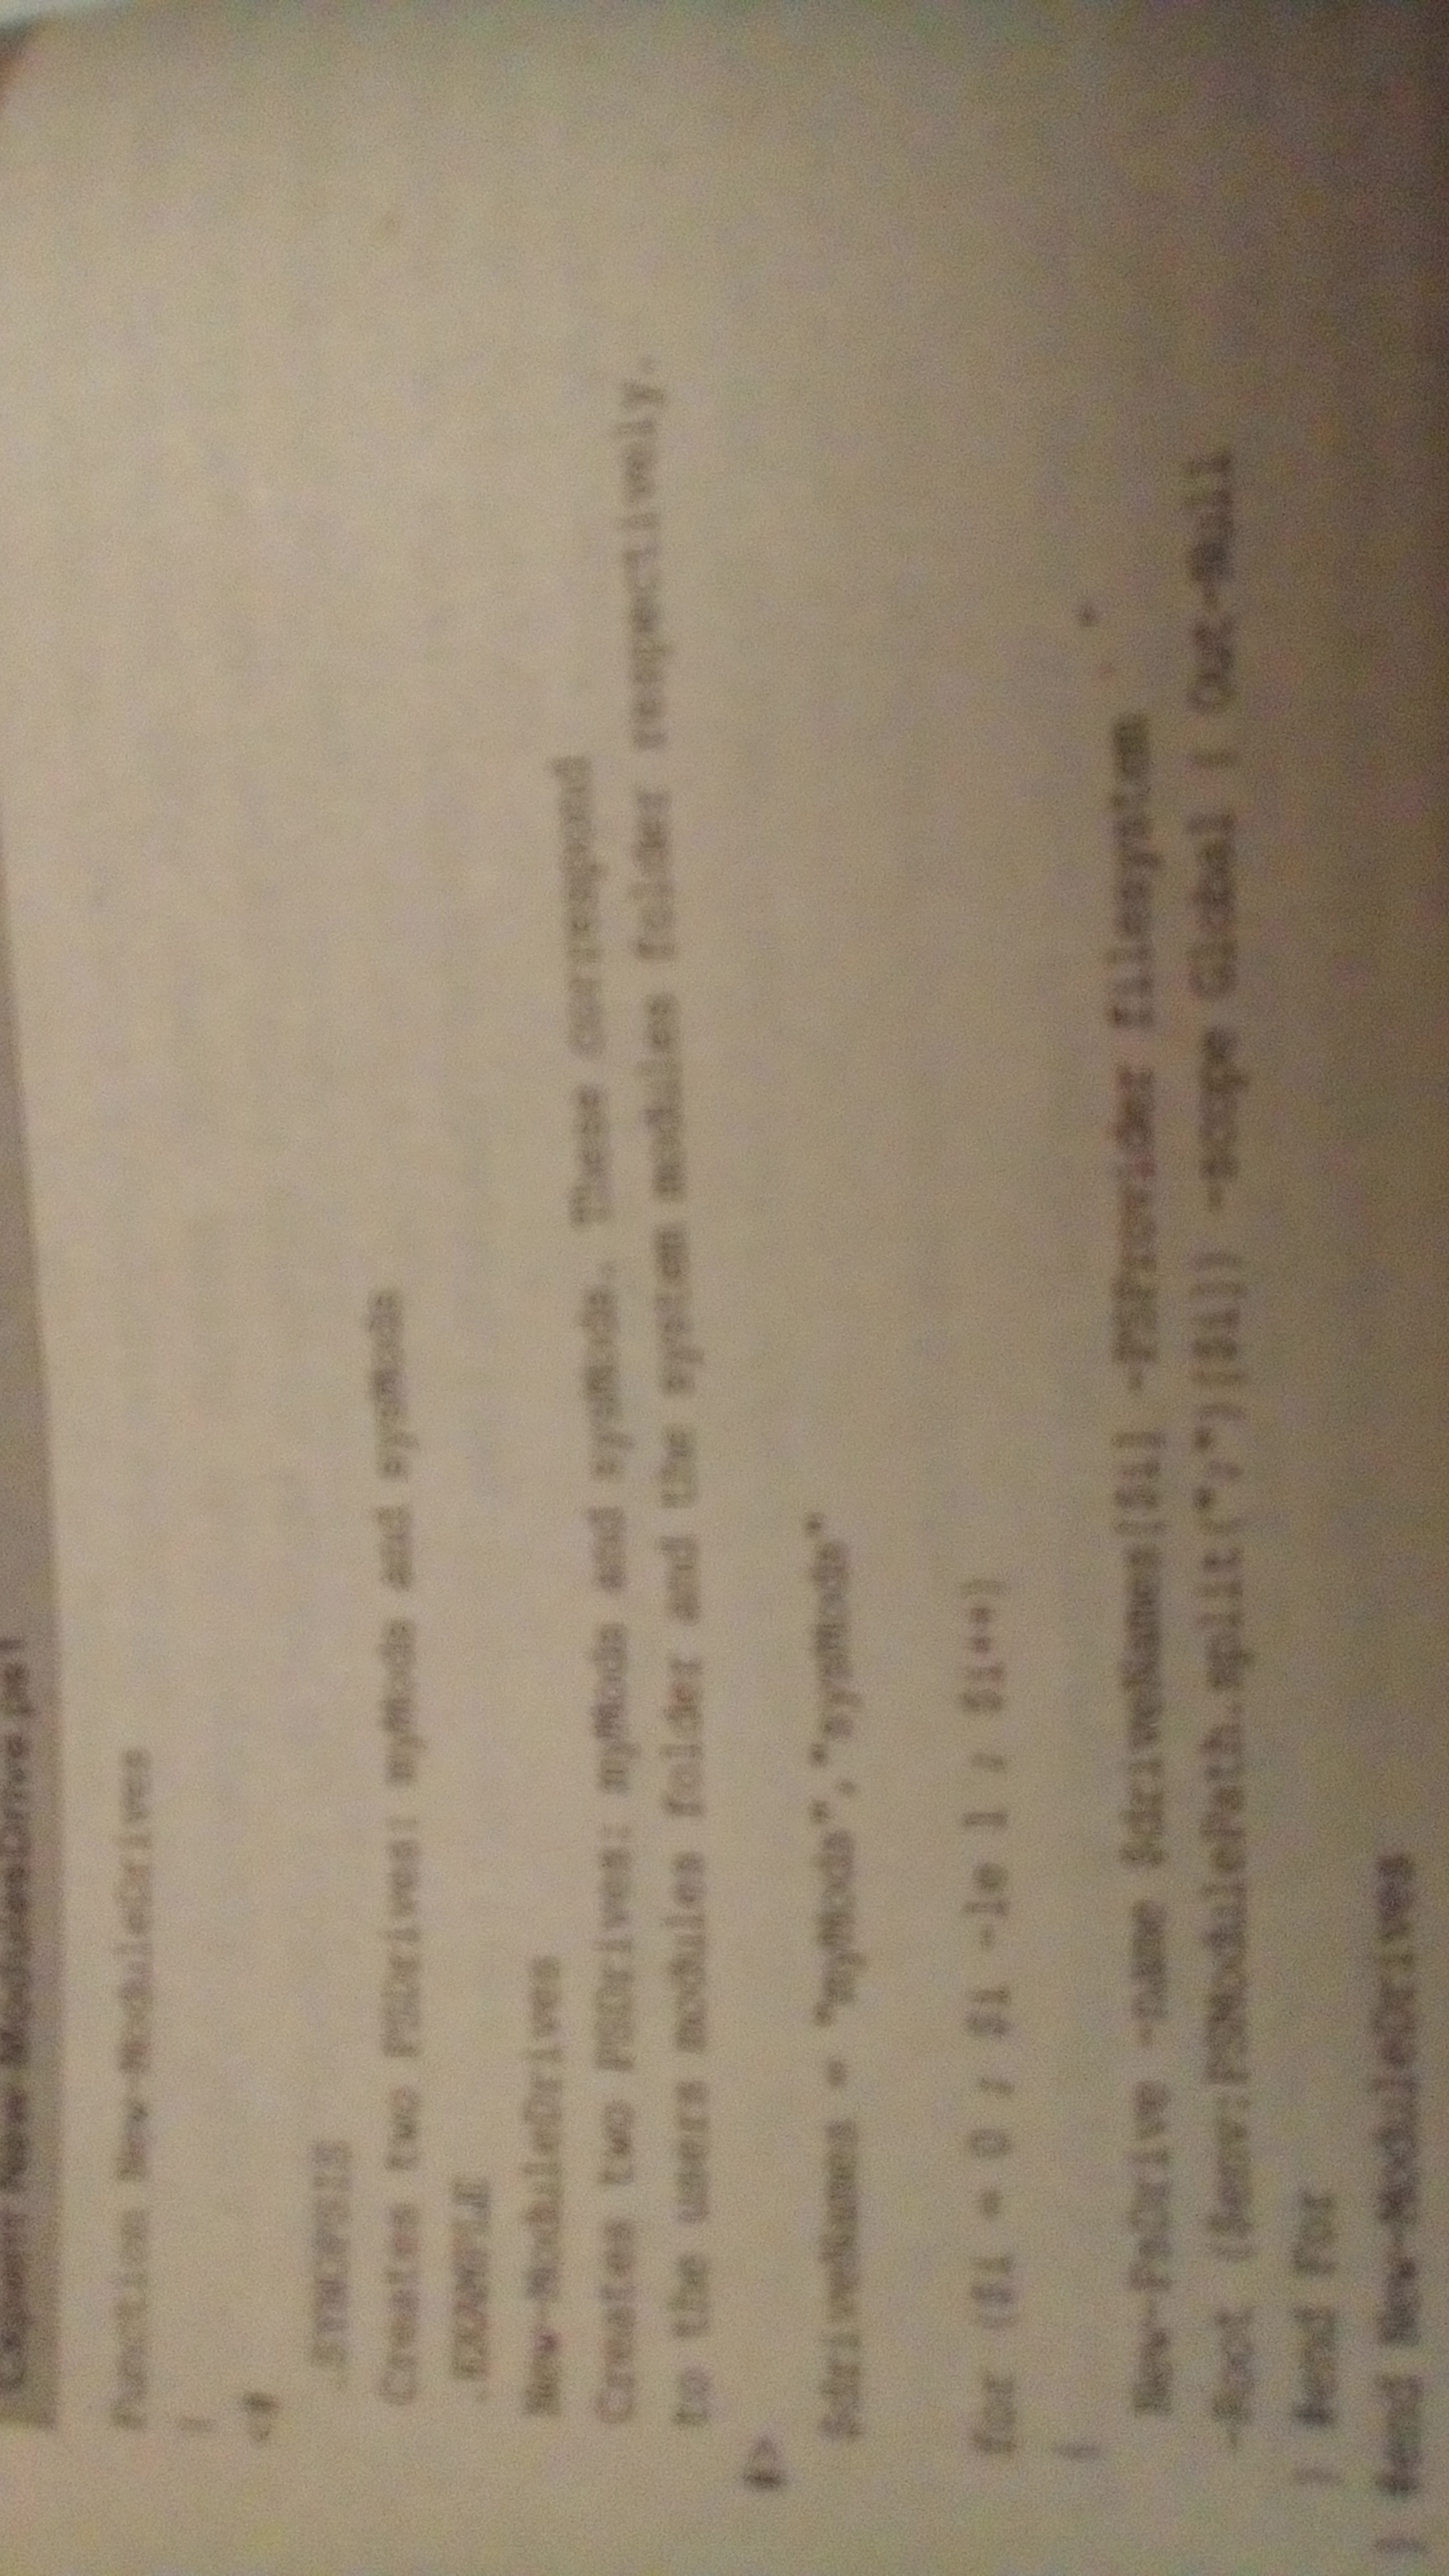 New-ModulesDrive.ps1
Function New-ModuleDrives
{
<#
.SYNOPSIS
Creates two PSDrives: myMods and sysMods
.EXAMPLE
New-ModuleDrives
Creates two PSDrives: myMods and sysMods. These correspond
to the users modules folder and the system modules folder respectively.
#>
$driveNames = "myMods","sysMods"
for ($i = 0 ; $i -le 1 ; $i++)
{
New-PsDrive -name $driveNames[$i] -PSProvider filesystem `
-Root ($env:PSModulePath.split(";")[$i]) -scope Global | Out-Null
} #end For
} #end New-ModuleDrives